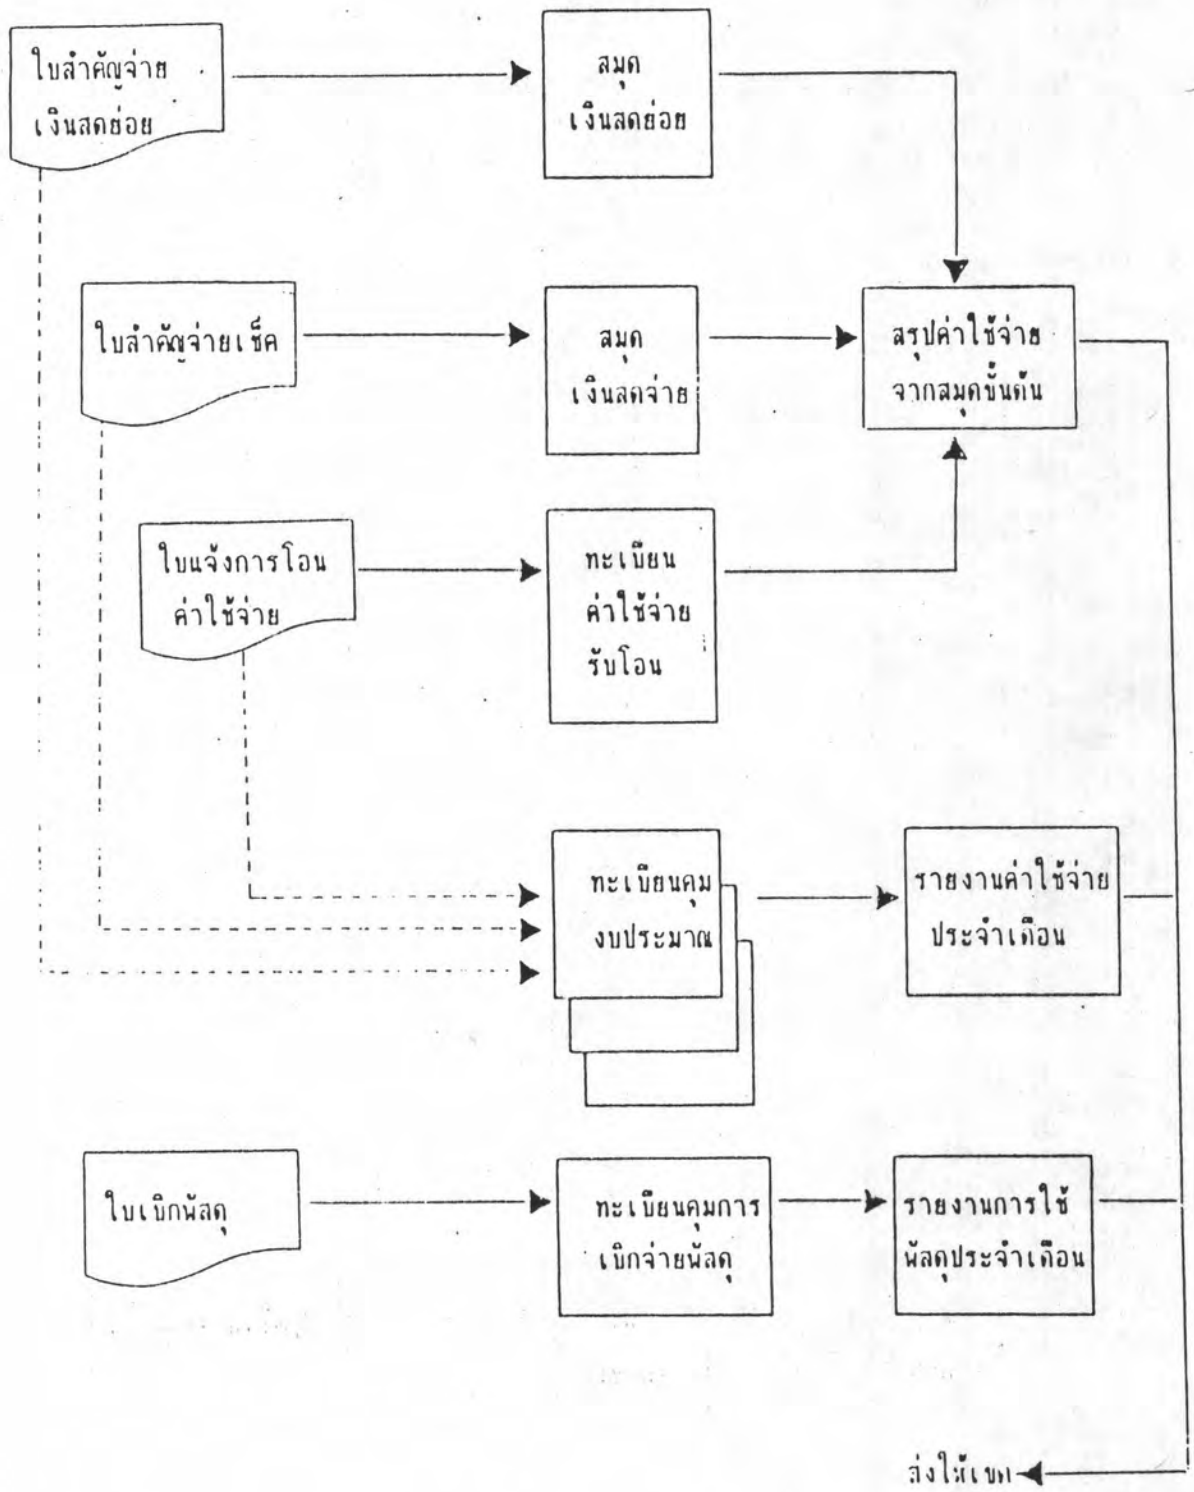 ใบสำคัญจ่าย
เงินสดย่อย
สมุด
เงินสดย่อย
ใบสำคัญจ่ายเช็ค
สมุด
เงินสดจ่าย
สรุปค่าใช้จ่าย
จากสมุดขั้นต้น
ใบแจ้งการโอน
ค่าใช้จ่าย
ทะเบียน
ค่าใช้จ่าย
รับโอน
ทะเบียนคุม
งบประมาณ
รายงานค่าใช้จ่าย
ประจำเดือน
ใบเบิกพัสดุ
ทะเบียนคุมการ
เบิกจ่ายพัสดุ
รายงานการใช้
พัสดุประจำเดือน
ส่งให้เขต